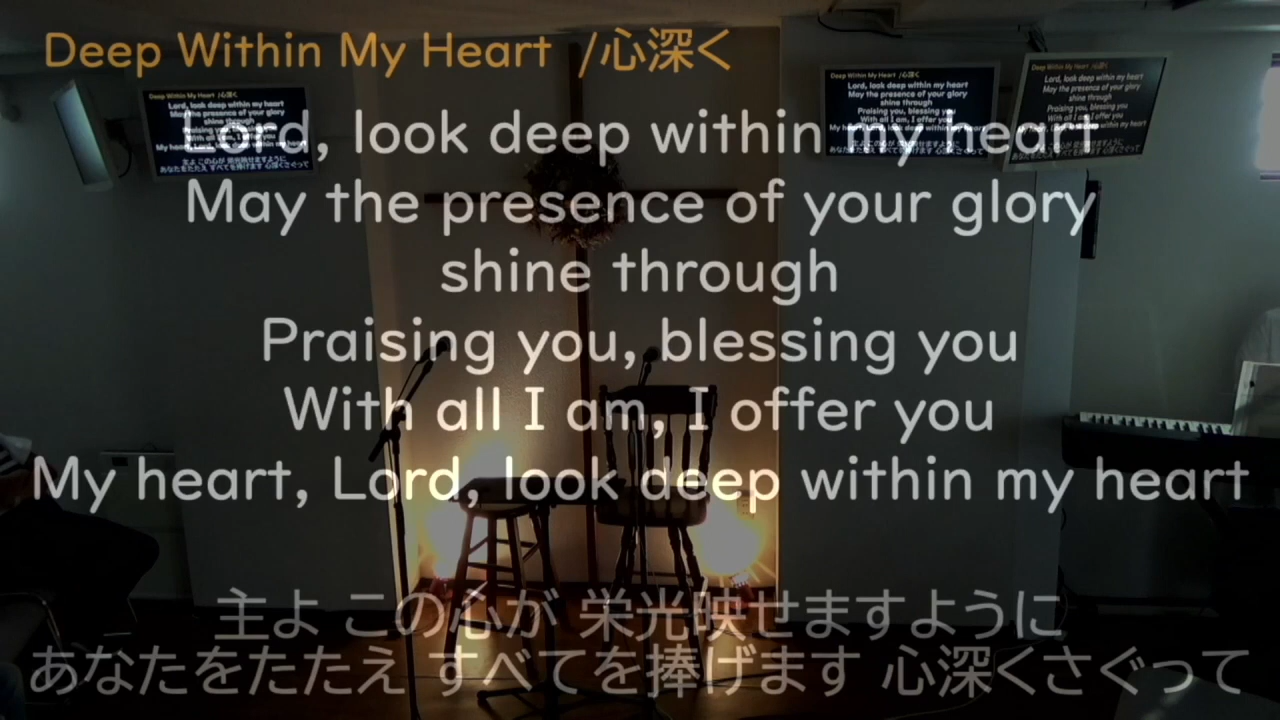 Deep Within My Heart /心深く
Lord, look deep within my heart
May the presence of your glory
shine through
Praising you, blessing you
With all I am, I offer you
My heart, Lord, look deep within my heart
主よ この心が 栄光映せますように
あなたをたたえ すべてを捧げます 心深くさぐって